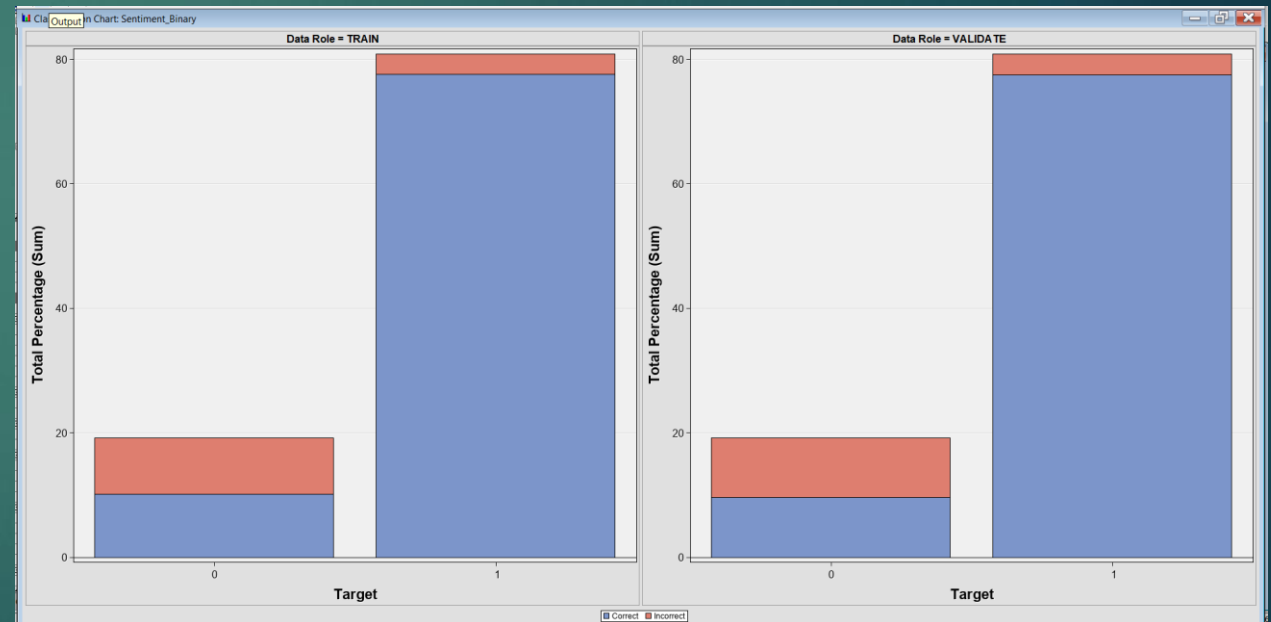 Cla
Output
n Chart: Sentiment_Binary
Data Role = TRAIN
Data Role = VALIDATE
Total Percentage (Sum)
80
60
40
20
0
0
1
Target
Total Percentage (Sum)
80
60
40
20
0
0
1
Target
Correct Incorrect